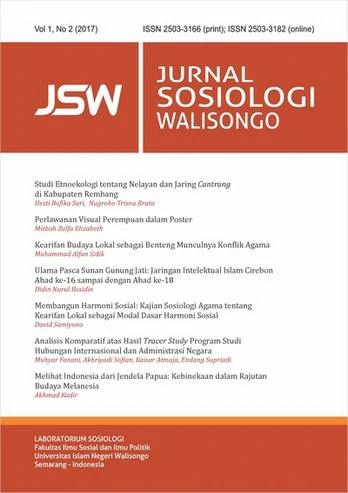 Vol 1, No 2 (2017)
ISSN 2503-3166 (print); ISSN 2503-3182 (online)
JSW
JURNAL
SOSIOLOGI
WALISONGO
Studi Etnoekologi tentang Nelayan dan Jaring Cantrang
di Kabupaten Rembang
Hesti Rofika Sari, Nugroho Trisnu Brata
Perlawanan Visual Perempuan dalam Poster
Misbah Zulfa Elizabeth
Kearifan Budaya Lokal sebagai Benteng Munculnya Konflik Agama
Muhammad Alfan Sidik
Ulama Pasca Sunan Gunung Jati: Jaringan Intelektual Islam Cirebon
Abad ke-16 sampai dengan Abad ke-18
Didin Nurul Rosidin
Membangun Harmoni Sosial: Kajian Sosiologi Agama tentang
Kearifan Lokal sebagai Modal Dasar Harmoni Sosial
David Samiyono
Analisis Komparatif atas Hasil Tracer Study Program Studi
Hubungan Internasional dan Administrasi Negara
Muhyar Fanani, Akhriyadi Sofian, Kaisar Atmaja, Endang Supriadi
Melihat Indonesia dari Jendela Papua: Kebinekaan dalam Rajutan
Budaya Melanesia
Akhmad Kadir
LABORATORIUM SOSIOLOGI
Fakultas Ilmu Sosial dan Ilmu Politik
Universitas Islam Negeri Walisongo
Semarang - Indonesia